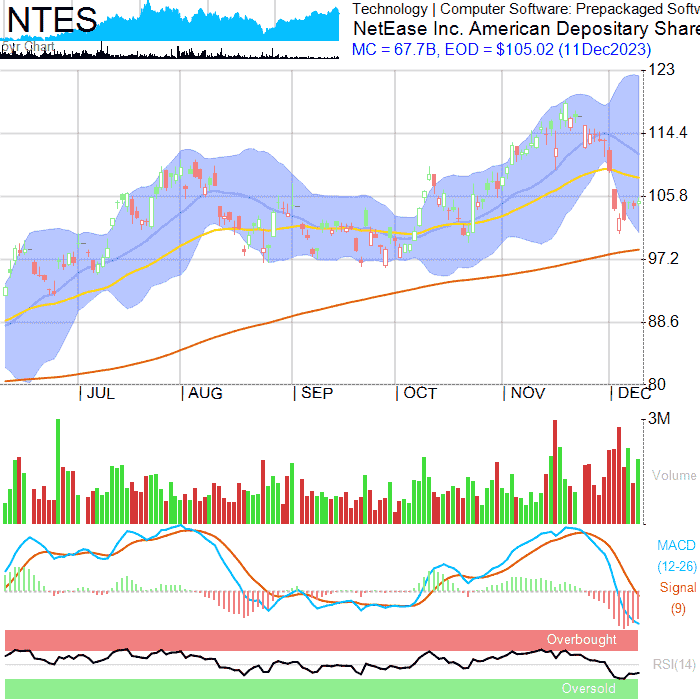 NTES
Technology | Computer Software: Prepackaged Softw
NetEase Inc. American Depositary Share
MC = 67.7B, EOD = $105.02 (11Dec2023)
Chart
123
114.4
105.8
97.2
88.6
80
| JUL | AUG | SEP | OCT | NOV | DEC
3M
Volume
MACD
(12-26)
Signal
(9)
Overbought
RSI(14)
Oversold